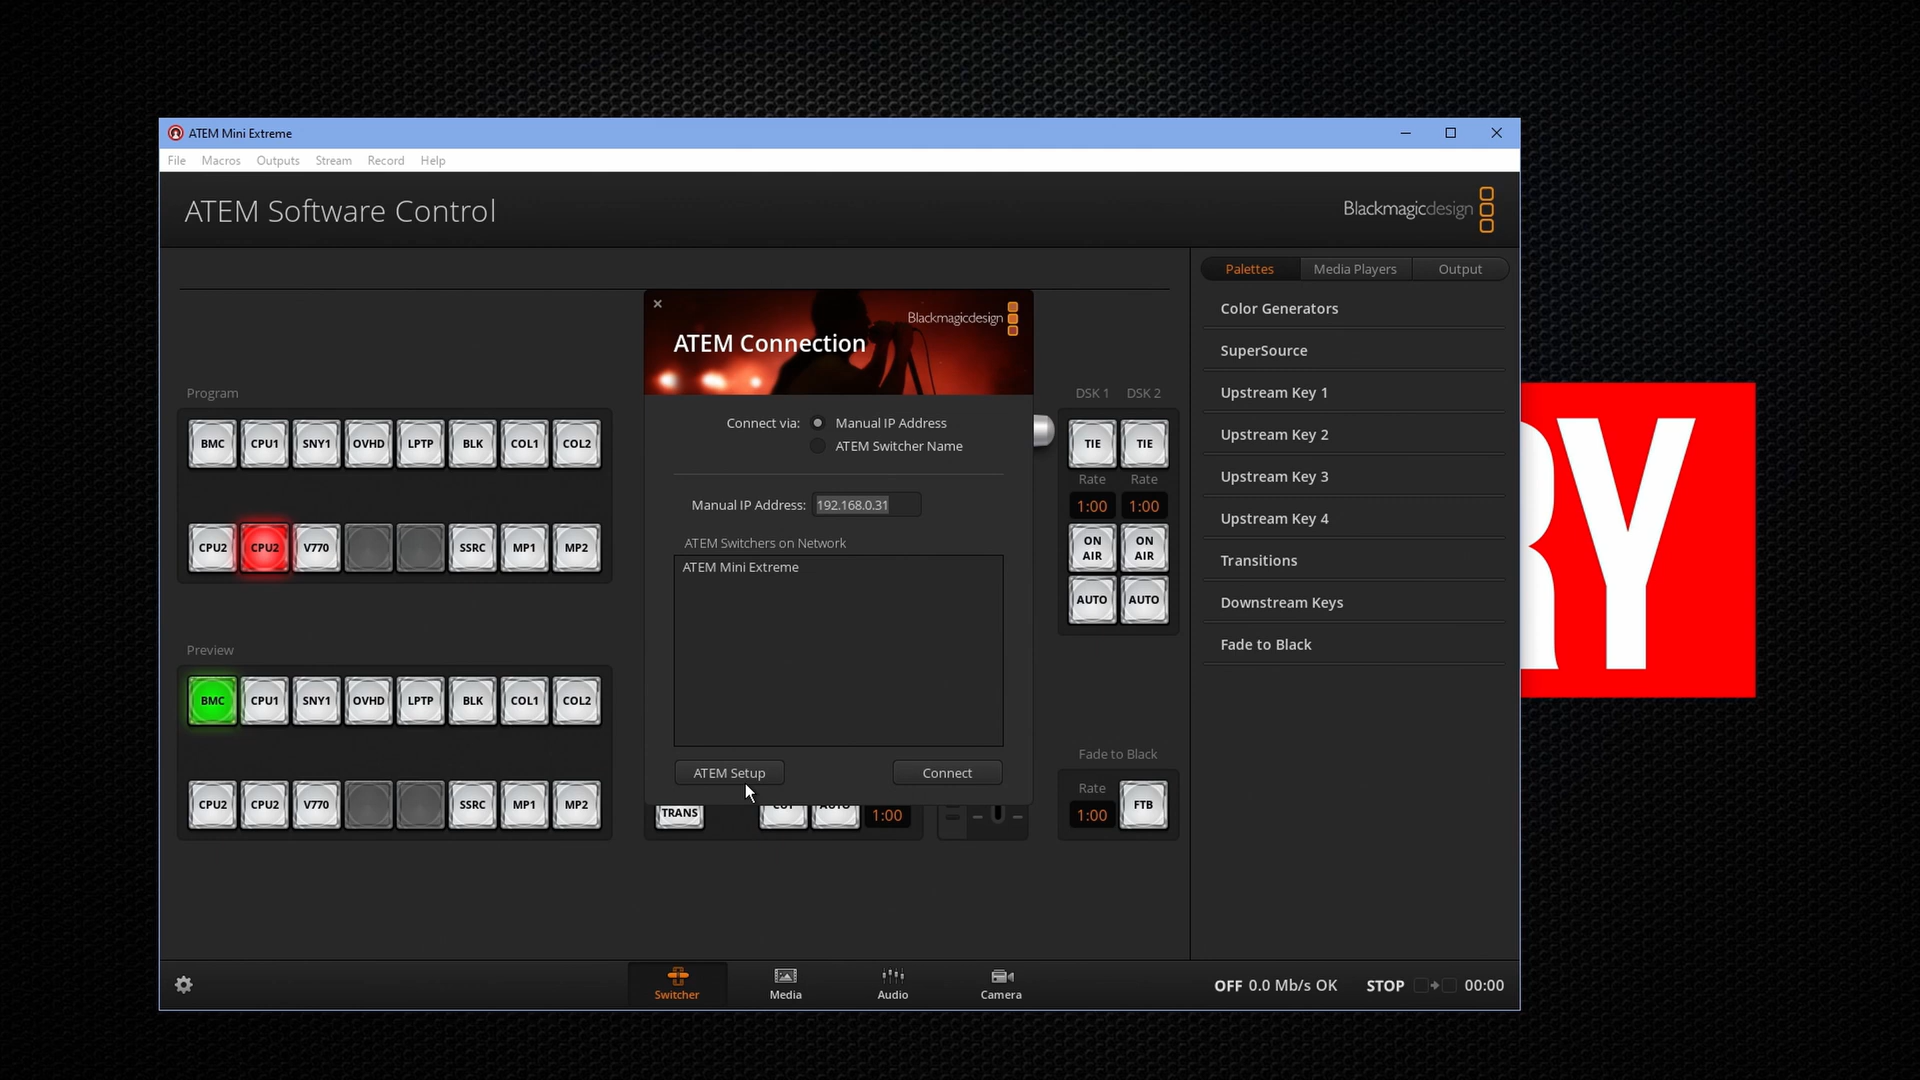 ATEM Mini Extreme
File Macros Outputs Stream Record Help
ATEM Software Control
Blackmagicdesign
Palettes Media Players Output
Color Generators
SuperSource
Upstream Key 1
Upstream Key 2
Upstream Key 3
Upstream Key 4
Transitions
Downstream Keys
Fade to Black
Program
BMC CPU1 SNY1 OVHD LPTP BLK COL1 COL2
CPU2 CPU2 V770 SSRC MP1 MP2
Preview
BMC CPU1 SNY1 OVHD LPTP BLK COL1 COL2
CPU2 CPU2 V770 SSRC MP1 MP2
Blackmagicdesign
ATEM Connection
Connect via: Manual IP Address
ATEM Switcher Name
Manual IP Address: 192.168.0.31
ATEM Switchers on Network
ATEM Mini Extreme
ATEM Setup Connect
TRANS CUT AUTO 1:00
DSK 1 DSK 2
TIE TIE
Rate Rate
1:00 1:00
ON AIR ON AIR
AUTO AUTO
Fade to Black
Rate
1:00 FTB
Switcher Media Audio Camera
OFF 0.0 Mb/s OK STOP 00:00
RY